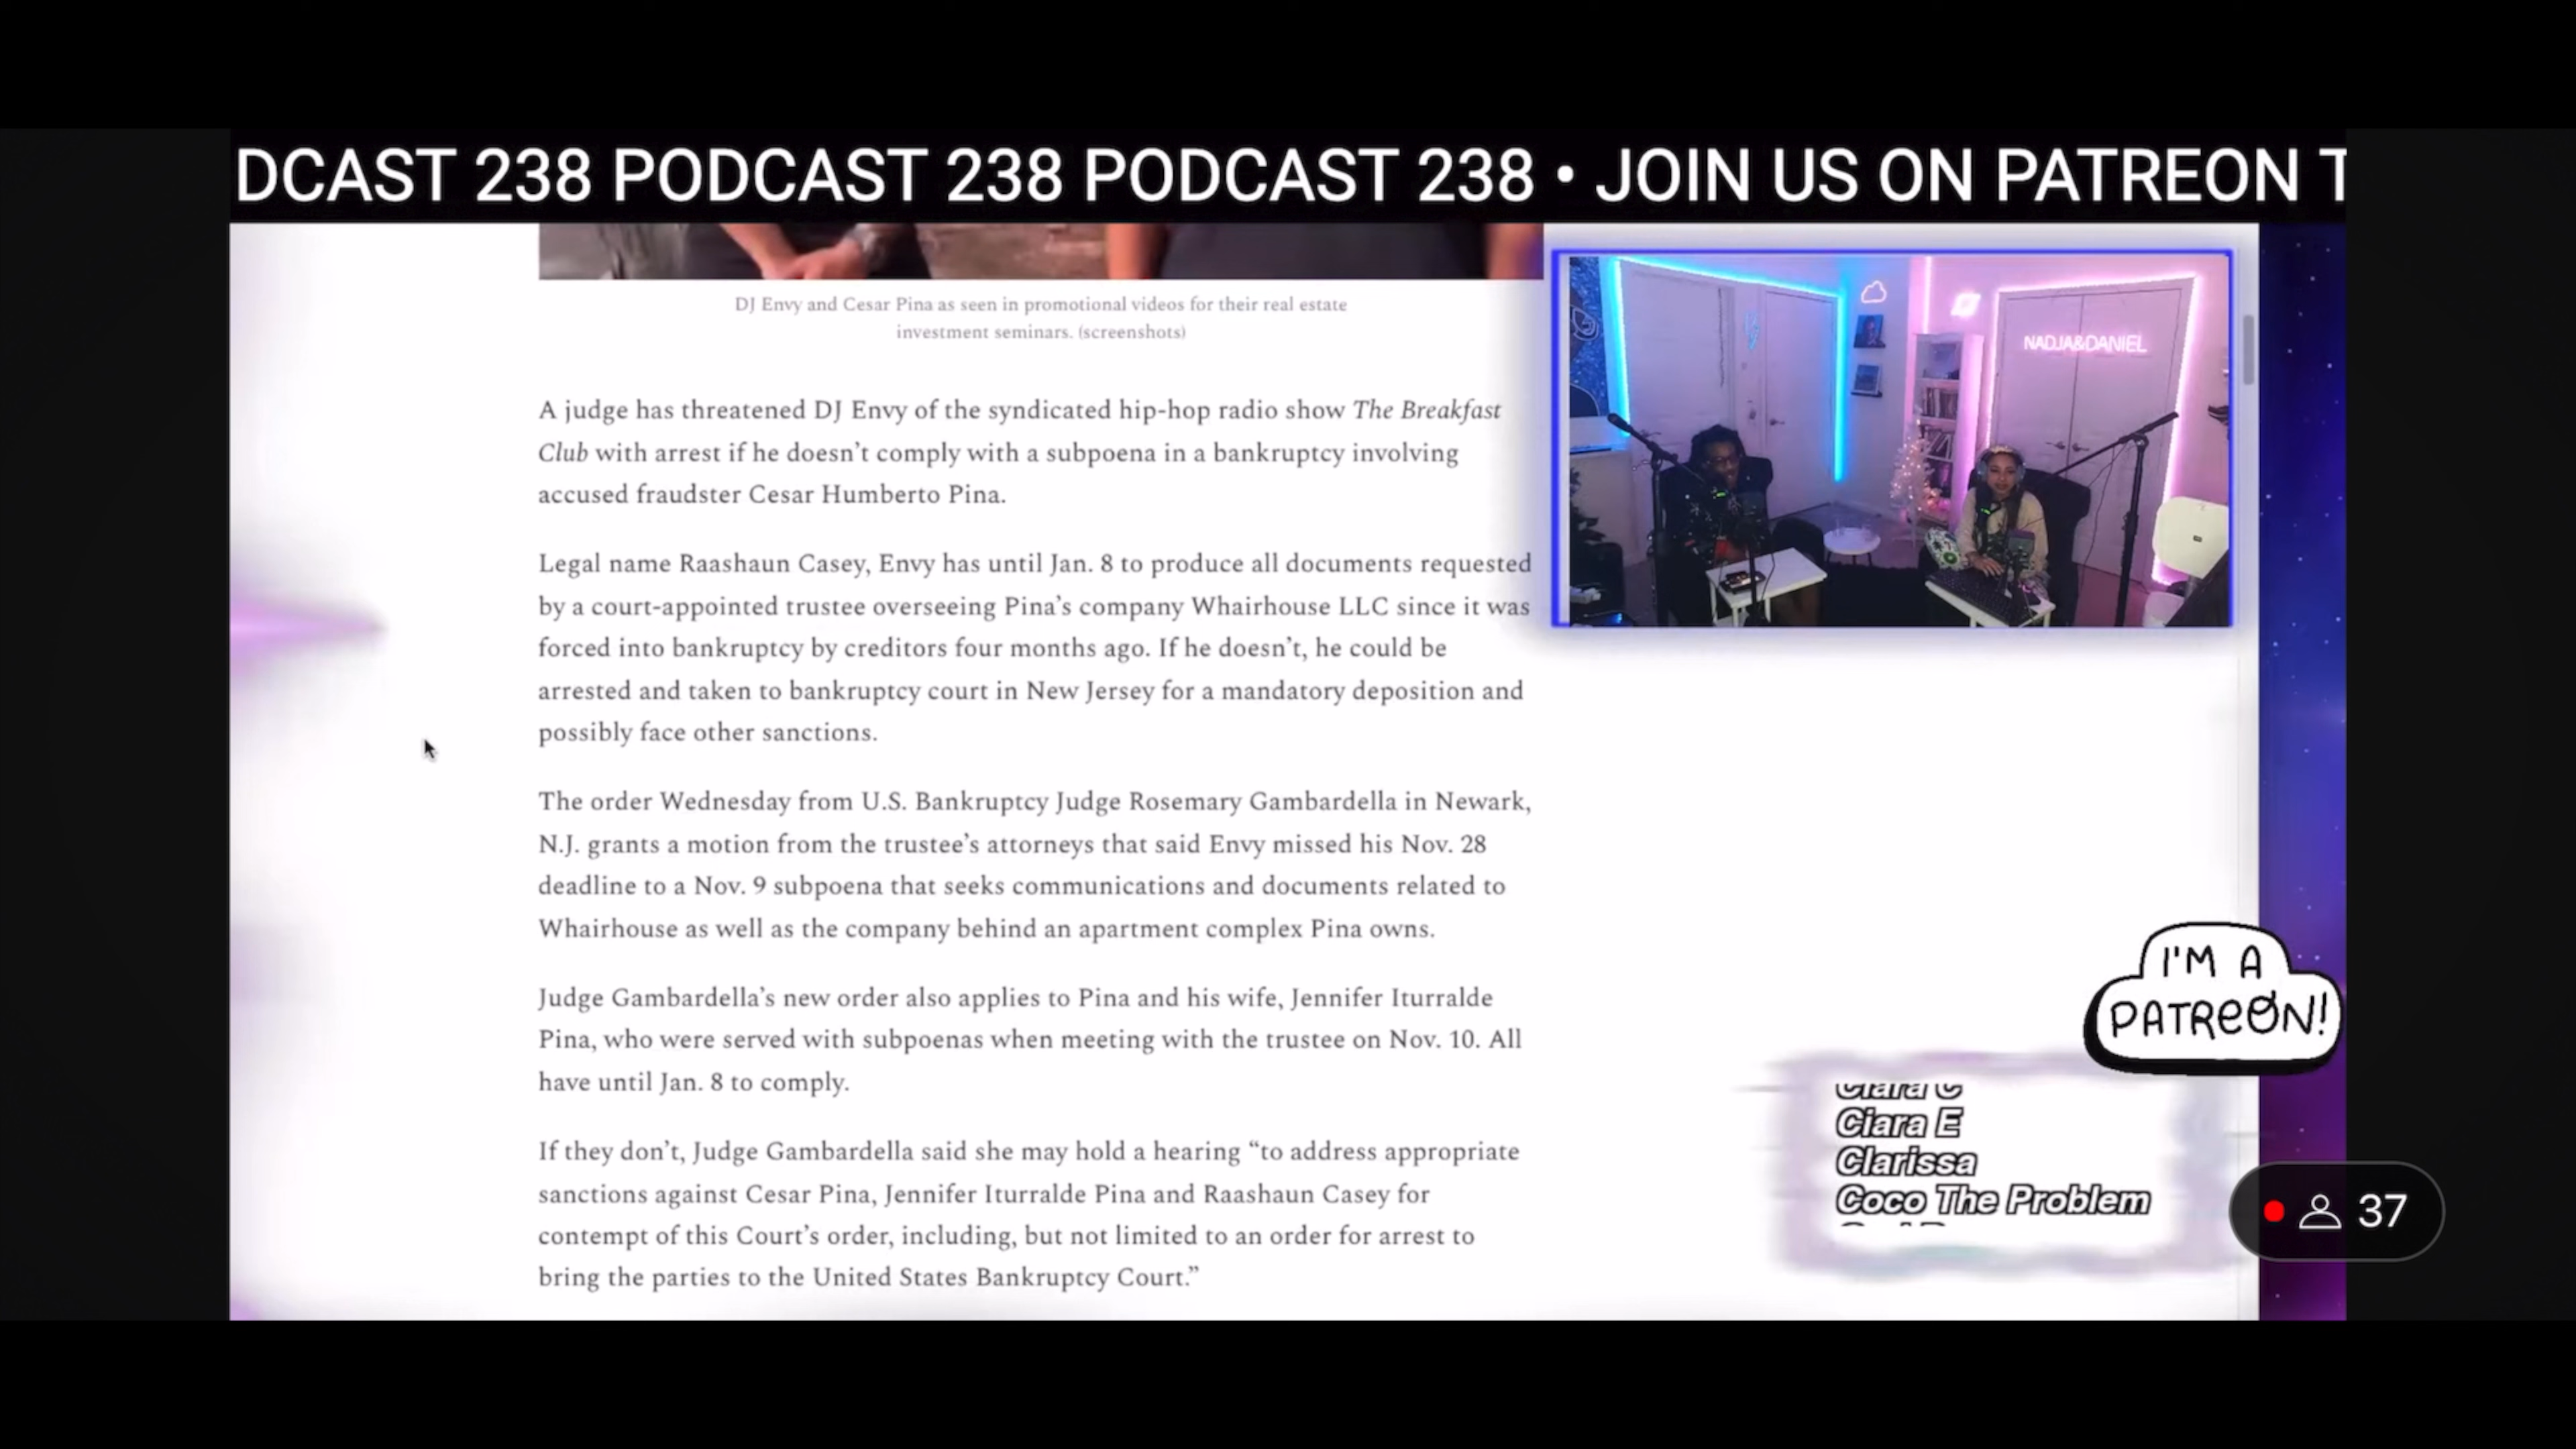 DCAST 238 PODCAST 238 PODCAST 238 • JOIN US ON PATREON T
DJ Envy and Cesar Pina as seen in promotional videos for their real estate
investment seminars. (screenshots)
NADJA&DANIEL
A judge has threatened DJ Envy of the syndicated hip-hop radio show The Breakfast
Club with arrest if he doesn’t comply with a subpoena in a bankruptcy involving
accused fraudster Cesar Humberto Pina.
Legal name Raashaun Casey, Envy has until Jan. 8 to produce all documents requested
by a court-appointed trustee overseeing Pina’s company Whairhouse LLC since it was
forced into bankruptcy by creditors four months ago. If he doesn’t, he could be
arrested and taken to bankruptcy court in New Jersey for a mandatory deposition and
possibly face other sanctions.
The order Wednesday from U.S. Bankruptcy Judge Rosemary Gambardella in Newark,
N.J. grants a motion from the trustee’s attorneys that said Envy missed his Nov. 28
deadline to a Nov. 9 subpoena that seeks communications and documents related to
Whairhouse as well as the company behind an apartment complex Pina owns.
Judge Gambardella’s new order also applies to Pina and his wife, Jennifer Iturralde
Pina, who were served with subpoenas when meeting with the trustee on Nov. 10. All
have until Jan. 8 to comply.
If they don’t, Judge Gambardella said she may hold a hearing “to address appropriate
sanctions against Cesar Pina, Jennifer Iturralde Pina and Raashaun Casey for
contempt of this Court’s order, including, but not limited to an order for arrest to
bring the parties to the United States Bankruptcy Court.”
I'M A
PATREON!
Ciara C
Ciara E
Clarissa
Coco The Problem
37